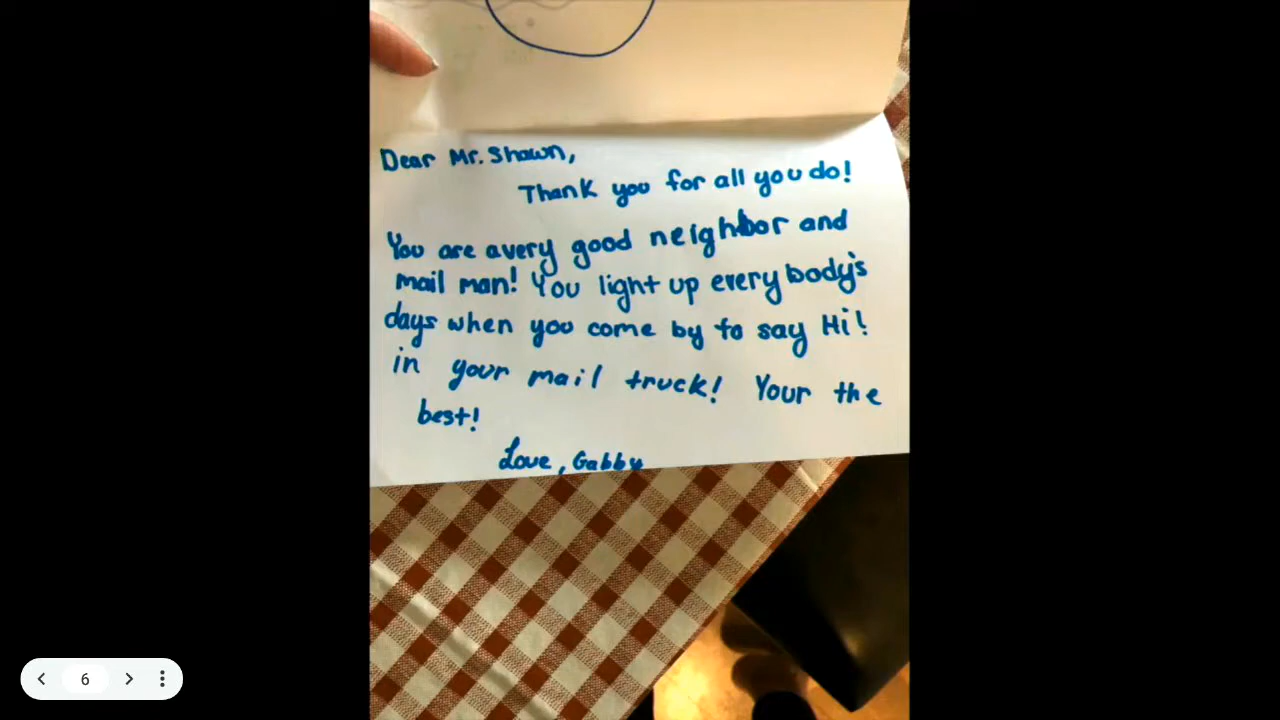 Dear Mr. Shawn,
Thank you for all you do!
You are a very good neighbor and
mail man! You light up everybody's
days when you come by to say Hi!
in your mail truck! Your the
best!
Love, Gabby
6